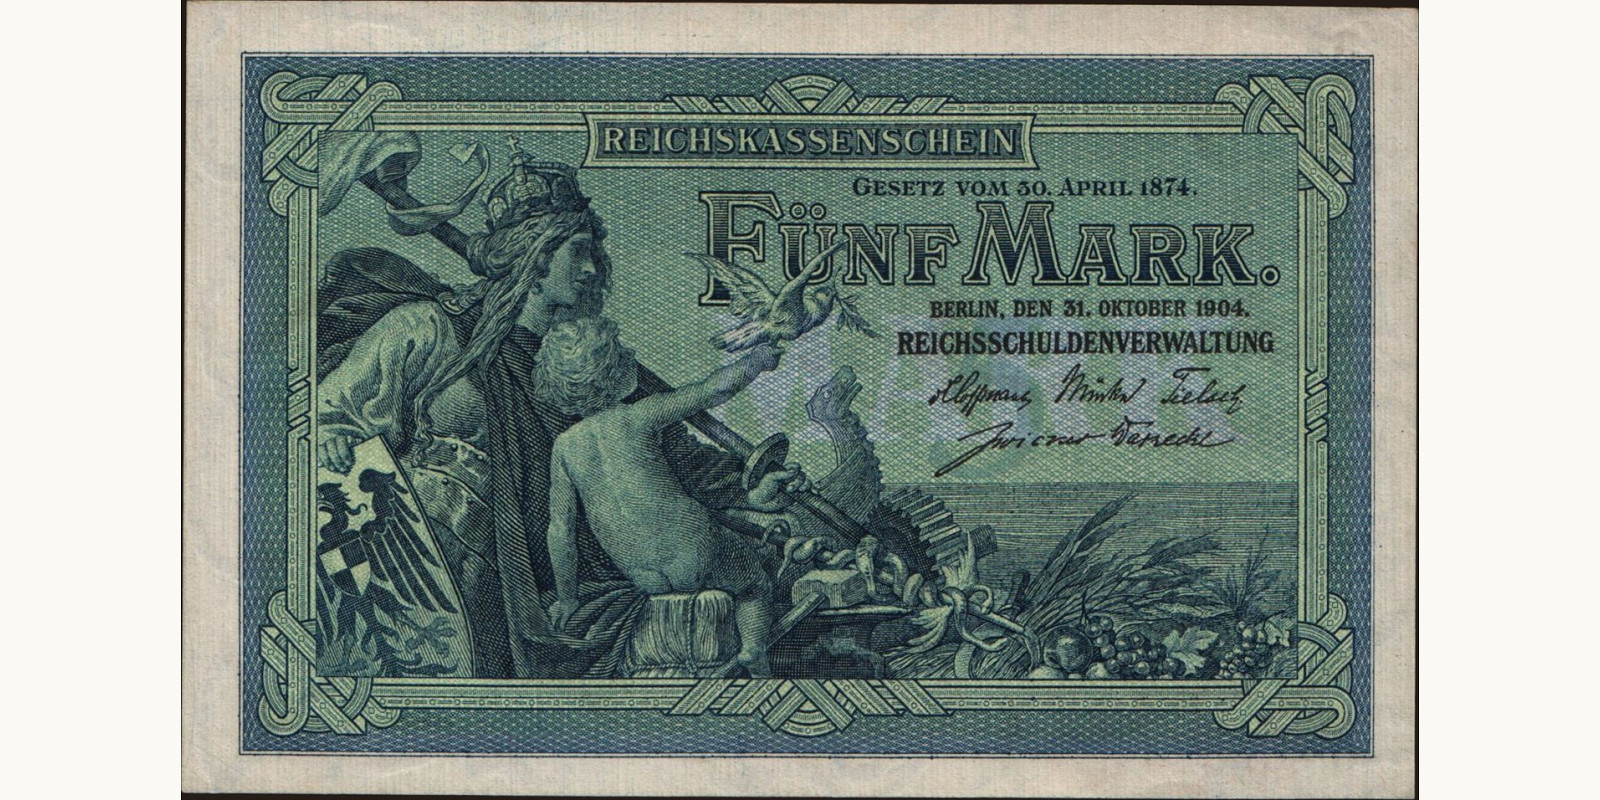 REICHSKASSENSCHEIN
GESETZ VOM 30. APRIL 1874.
FÜNF MARK.
BERLIN, DEN 31. OKTOBER 1904.
REICHSSCHULDENVERWALTUNG